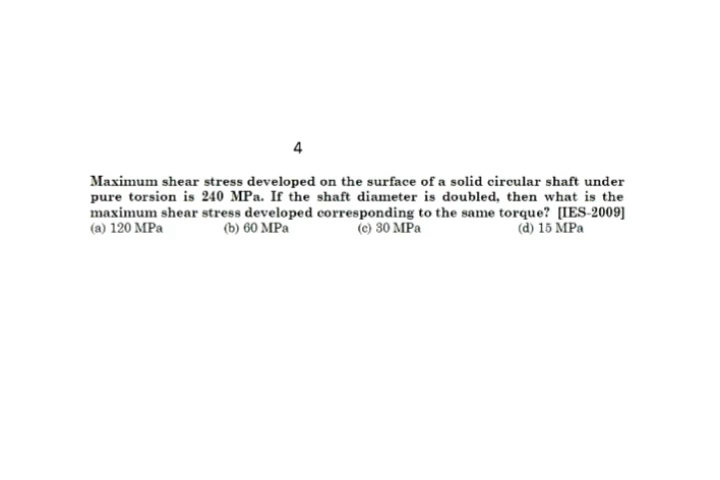 4
Maximum shear stress developed on the surface of a solid circular shaft under
pure torsion is 240 MPa. If the shaft diameter is doubled, then what is the
maximum shear stress developed corresponding to the same torque? [IES-2009]
(a) 120 MPa (b) 60 MPa (c) 30 MPa (d) 15 MPa